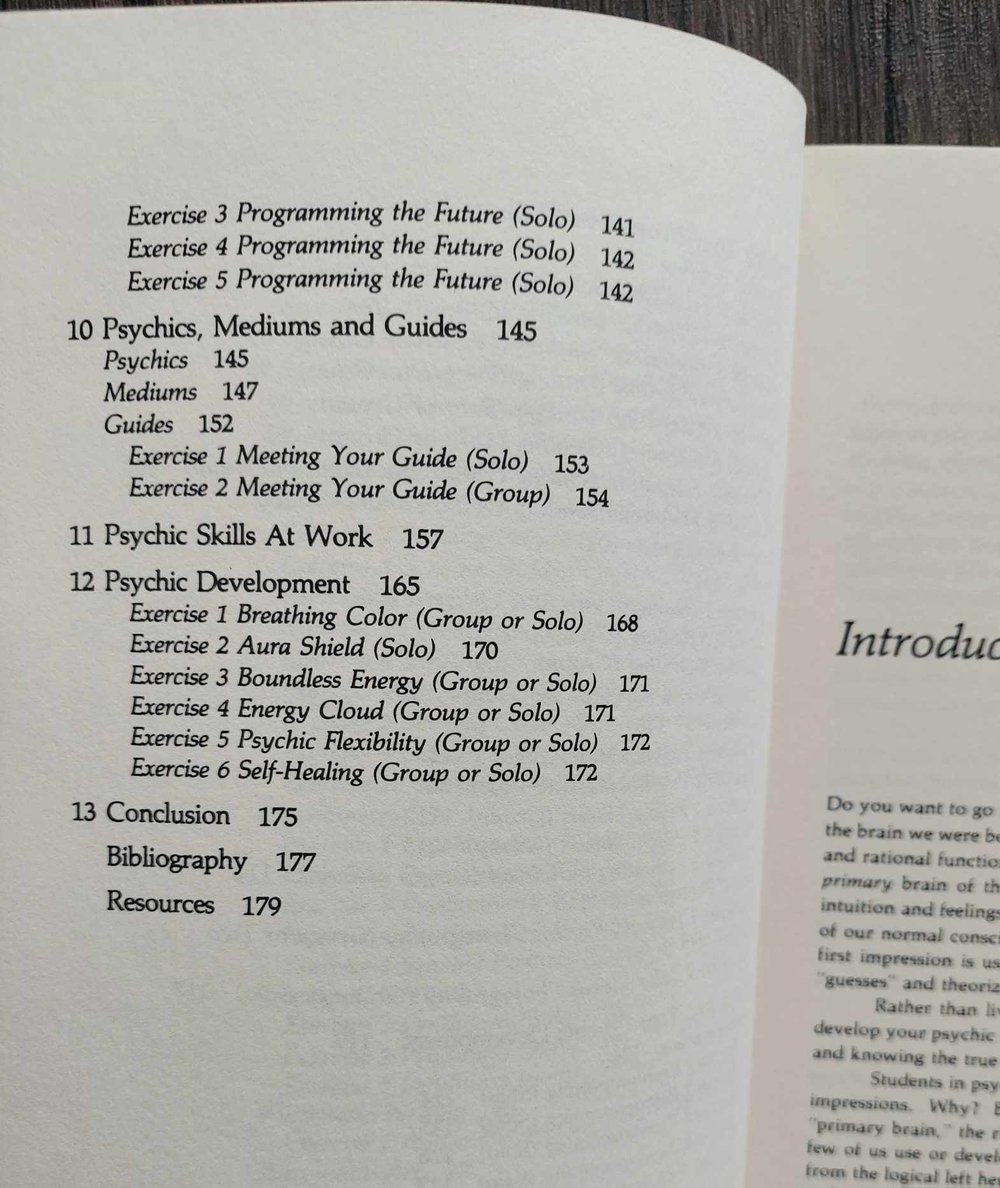 Exercise 3 Programming the Future (Solo) 141
Exercise 4 Programming the Future (Solo) 142
Exercise 5 Programming the Future (Solo) 142
10 Psychics, Mediums and Guides 145
Psychics 145
Mediums 147
Guides 152
Exercise 1 Meeting Your Guide (Solo) 153
Exercise 2 Meeting Your Guide (Group) 154
11 Psychic Skills At Work 157
12 Psychic Development 165
Exercise 1 Breathing Color (Group or Solo) 168
Exercise 2 Aura Shield (Solo) 170
Exercise 3 Boundless Energy (Group or Solo) 171
Exercise 4 Energy Cloud (Group or Solo) 171
Exercise 5 Psychic Flexibility (Group or Solo) 172
Exercise 6 Self-Healing (Group or Solo) 172
13 Conclusion 175
Bibliography 177
Resources 179
Introduc
Do you want to go
the brain we were b
and rational functio
primary brain of th
intuition and feelings
of our normal consci
first impression is us
"guesses" and theoriz
Rather than li
develop your psychic
and knowing the true
Students in psy
impressions. Why?
"primary brain," the r
few of us use or devel
from the logical left he